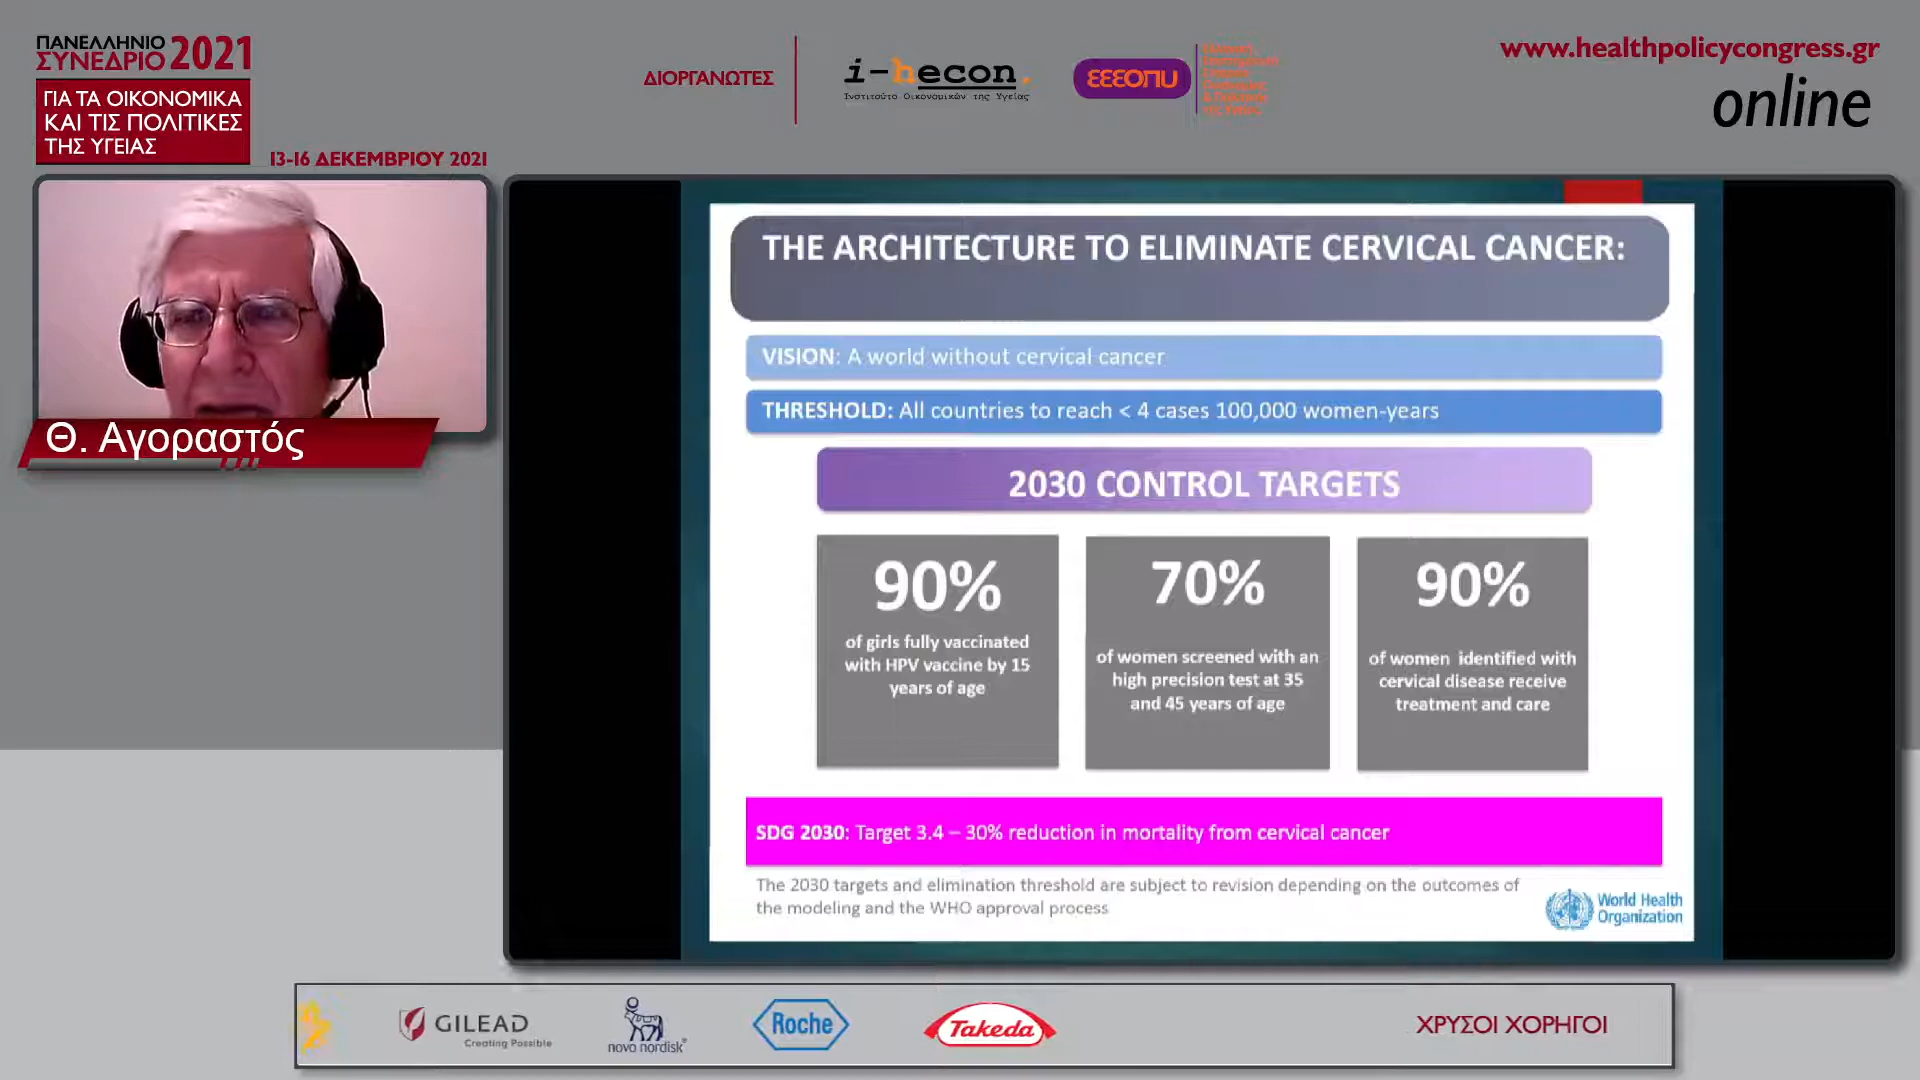 ΠΑΝΕΛΛΗΝΙΟ
ΣΥΝΕΔΡΙΟ 2021
ΓΙΑ ΤΑ ΟΙΚΟΝΟΜΙΚΑ
ΚΑΙ ΤΙΣ ΠΟΛΙΤΙΚΕΣ
ΤΗΣ ΥΓΕΙΑΣ
13-16 ΔΕΚΕΜΒΡΙΟΥ 2021
ΔΙΟΡΓΑΝΩΤΕΣ
i-hecon.
Ινστιτούτο Οικονομικών της Υγείας
ΕΕΕΟΠΥ
www.healthpolicycongress.gr
online
Θ. Αγοραστός
THE ARCHITECTURE TO ELIMINATE CERVICAL CANCER:
VISION: A world without cervical cancer
THRESHOLD: All countries to reach < 4 cases 100,000 women-years
2030 CONTROL TARGETS
90%
of girls fully vaccinated
with HPV vaccine by 15
years of age
70%
of women screened with an
high precision test at 35
and 45 years of age
90%
of women identified with
cervical disease receive
treatment and care
SDG 2030: Target 3.4 – 30% reduction in mortality from cervical cancer
The 2030 targets and elimination threshold are subject to revision depending on the outcomes of
the modeling and the WHO approval process
World Health
Organization
GILEAD
Creating Possible
novo nordisk®
Roche
Takeda
ΧΡΥΣΟΙ ΧΟΡΗΓΟΙ